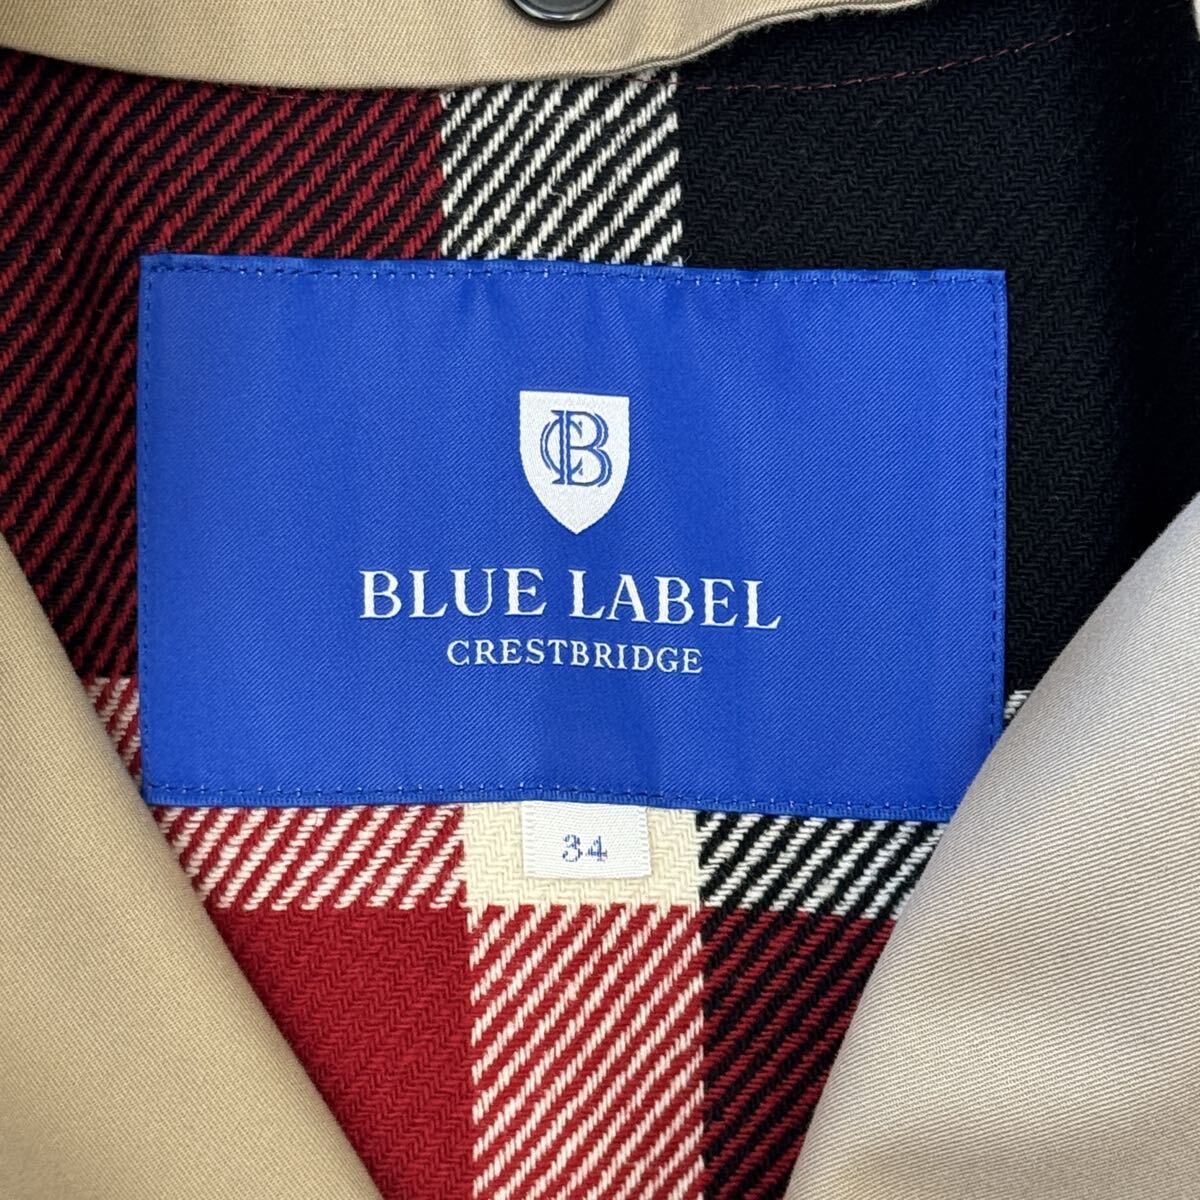 CB
BLUE LABEL
CRESTBRIDGE
34